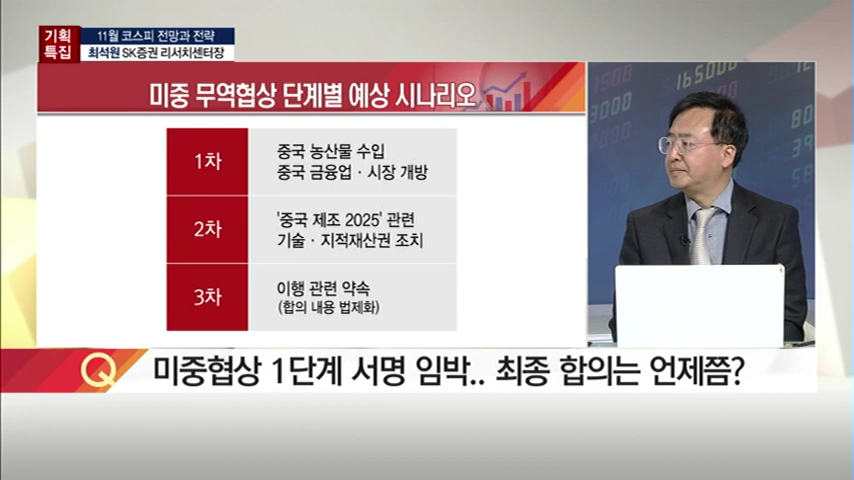 기획
특집
11월 코스피 전망과 전략
최석원 SK증권 리서치센터장
미중 무역협상 단계별 예상 시나리오
1차
중국 농산물 수입
중국 금융업 · 시장 개방
2차
'중국 제조 2025' 관련
기술 · 지적재산권 조치
3차
이행 관련 약속
(합의 내용 법제화)
165000
Q 미중협상 1단계 서명 임박.. 최종 합의는 언제쯤?